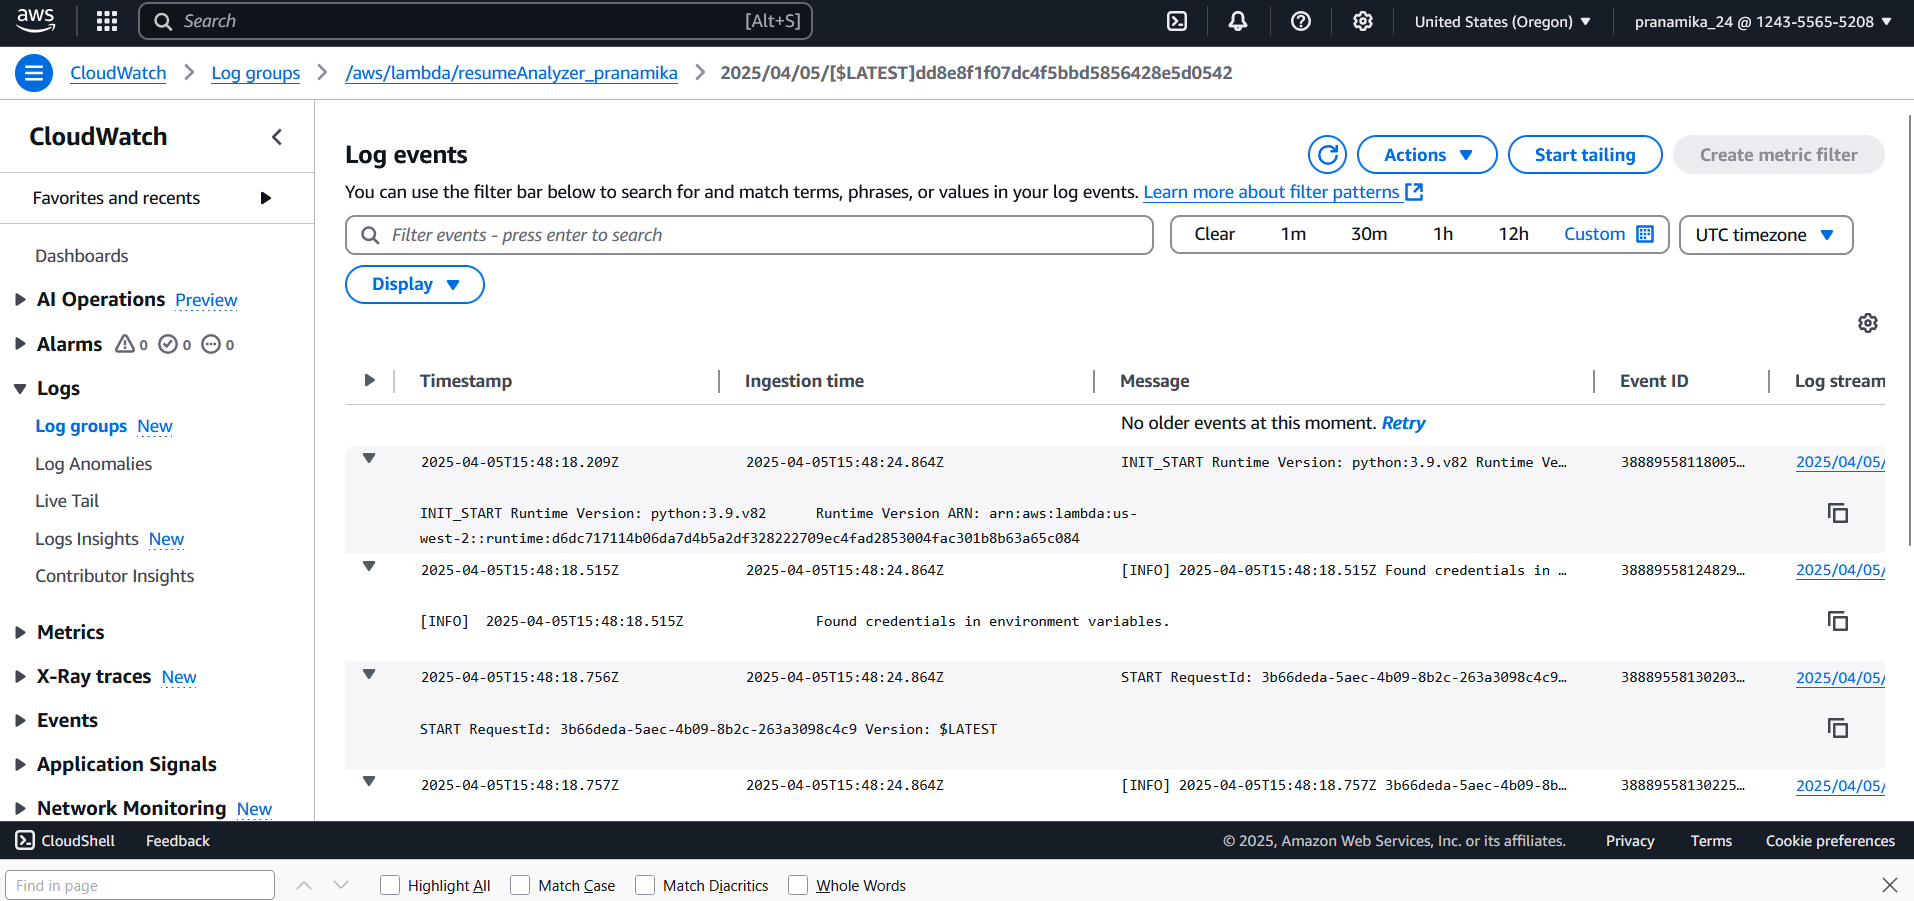 aws
Search [Alt+S]
United States (Oregon)
pranamika_24 @ 1243-5565-5208
CloudWatch
Log groups
/aws/lambda/resumeAnalyzer_pranamika
2025/04/05/[$LATEST]dd8e8f1f07dc4f5bbd5856428e5d0542
CloudWatch
Favorites and recents
Dashboards
AI Operations Preview
Alarms 0 0 0
Logs
Log groups New
Log Anomalies
Live Tail
Logs Insights New
Contributor Insights
Metrics
X-Ray traces New
Events
Application Signals
Network Monitoring New
Log events
Actions
Start tailing
Create metric filter
You can use the filter bar below to search for and match terms, phrases, or values in your log events. Learn more about filter patterns
Filter events - press enter to search
Clear 1m 30m 1h 12h Custom
UTC timezone
Display
Timestamp Ingestion time Message Event ID Log stream
No older events at this moment. Retry
2025-04-05T15:48:18.209Z 2025-04-05T15:48:24.864Z INIT_START Runtime Version: python:3.9.v82 Runtime Ve… 38889558118005… 2025/04/05/
INIT_START Runtime Version: python:3.9.v82 Runtime Version ARN: arn:aws:lambda:us-
west-2::runtime:d6dc717114b06da7d4b5a2df328222709ec4fad2853004fac301b8b63a65c084
2025-04-05T15:48:18.515Z 2025-04-05T15:48:24.864Z [INFO] 2025-04-05T15:48:18.515Z Found credentials in … 38889558124829… 2025/04/05/
[INFO] 2025-04-05T15:48:18.515Z Found credentials in environment variables.
2025-04-05T15:48:18.756Z 2025-04-05T15:48:24.864Z START RequestId: 3b66deda-5aec-4b09-8b2c-263a3098c4c9… 38889558130203… 2025/04/05/
START RequestId: 3b66deda-5aec-4b09-8b2c-263a3098c4c9 Version: $LATEST
2025-04-05T15:48:18.757Z 2025-04-05T15:48:24.864Z [INFO] 2025-04-05T15:48:18.757Z 3b66deda-5aec-4b09-8b… 38889558130225… 2025/04/05/
CloudShell Feedback © 2025, Amazon Web Services, Inc. or its affiliates. Privacy Terms Cookie preferences
Find in page Highlight All Match Case Match Diacritics Whole Words